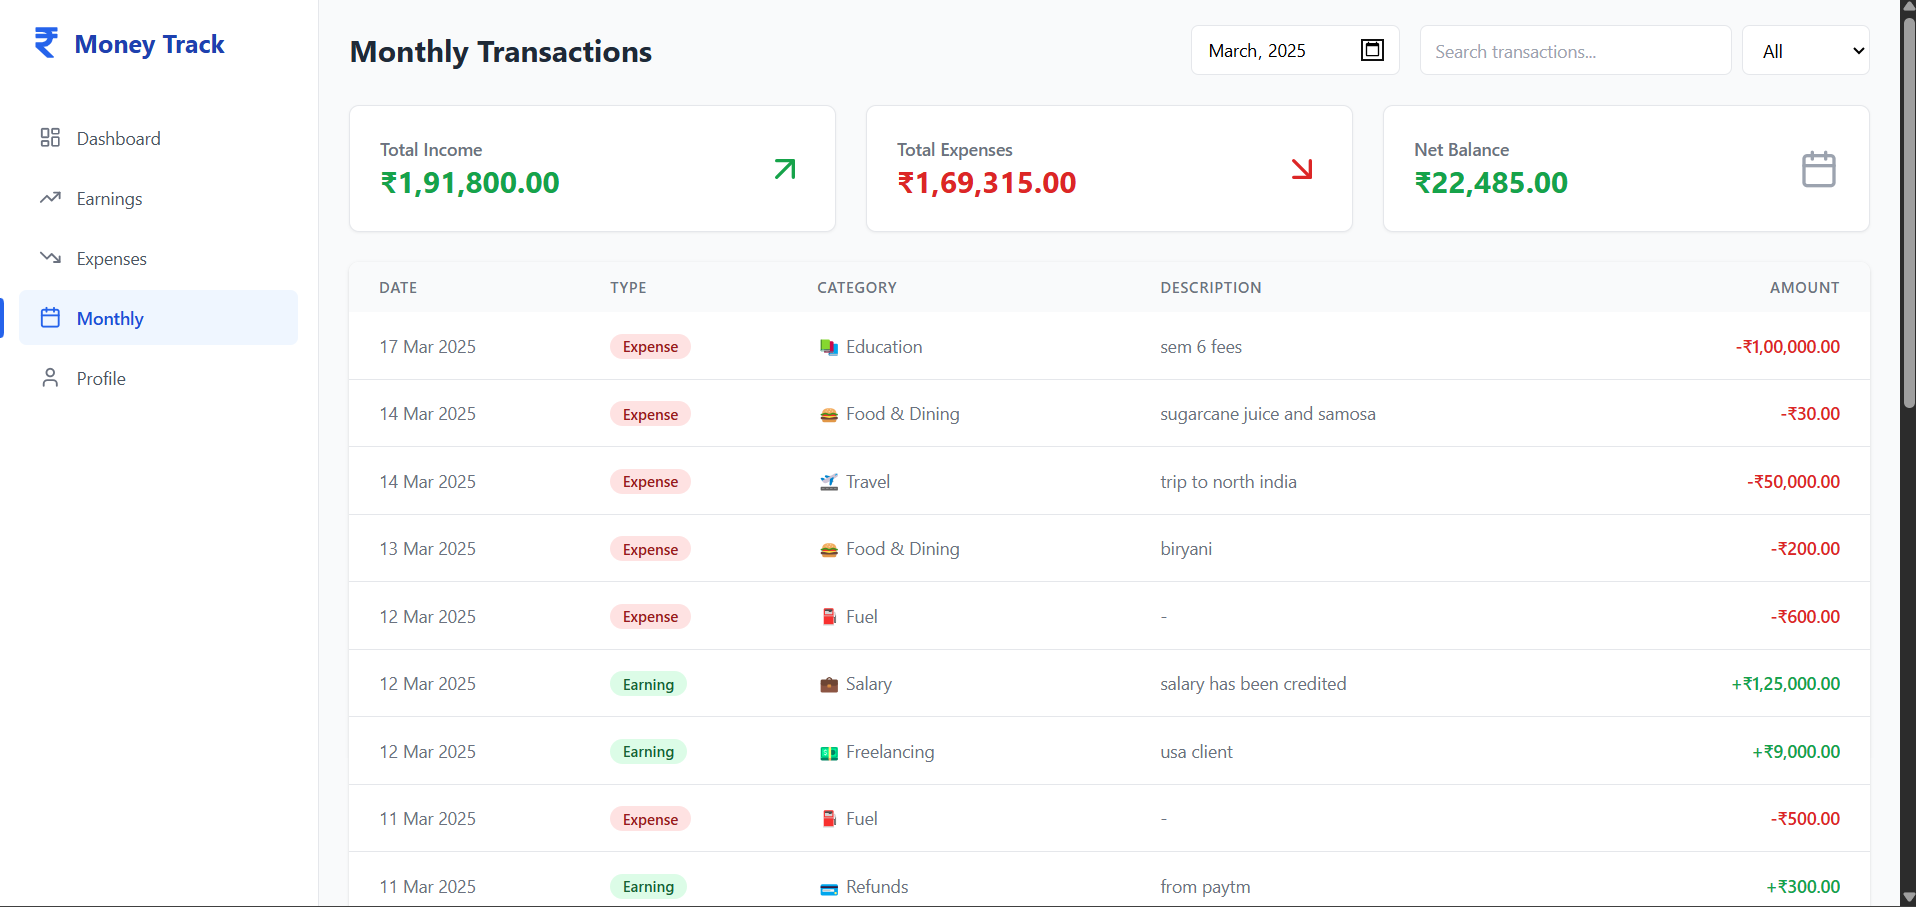 Money Track
Dashboard
Earnings
Expenses
Monthly
Profile
Monthly Transactions
March, 2025
Search transactions...
All
Total Income
₹1,91,800.00
Total Expenses
₹1,69,315.00
Net Balance
₹22,485.00
DATE TYPE CATEGORY DESCRIPTION AMOUNT
17 Mar 2025 Expense Education sem 6 fees -₹1,00,000.00
14 Mar 2025 Expense Food & Dining sugarcane juice and samosa -₹30.00
14 Mar 2025 Expense Travel trip to north india -₹50,000.00
13 Mar 2025 Expense Food & Dining biryani -₹200.00
12 Mar 2025 Expense Fuel - -₹600.00
12 Mar 2025 Earning Salary salary has been credited +₹1,25,000.00
12 Mar 2025 Earning Freelancing usa client +₹9,000.00
11 Mar 2025 Expense Fuel - -₹500.00
11 Mar 2025 Earning Refunds from paytm +₹300.00